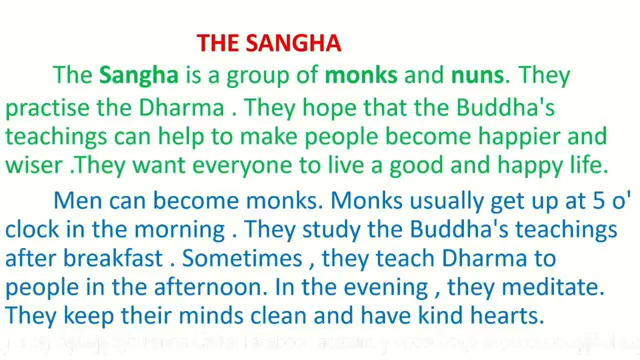 THE SANGHA
The Sangha is a group of monks and nuns. They
practise the Dharma . They hope that the Buddha's
teachings can help to make people become happier and
wiser .They want everyone to live a good and happy life.
Men can become monks. Monks usually get up at 5 o'
clock in the morning . They study the Buddha's teachings
after breakfast . Sometimes , they teach Dharma to
people in the afternoon. In the evening , they meditate.
They keep their minds clean and have kind hearts.